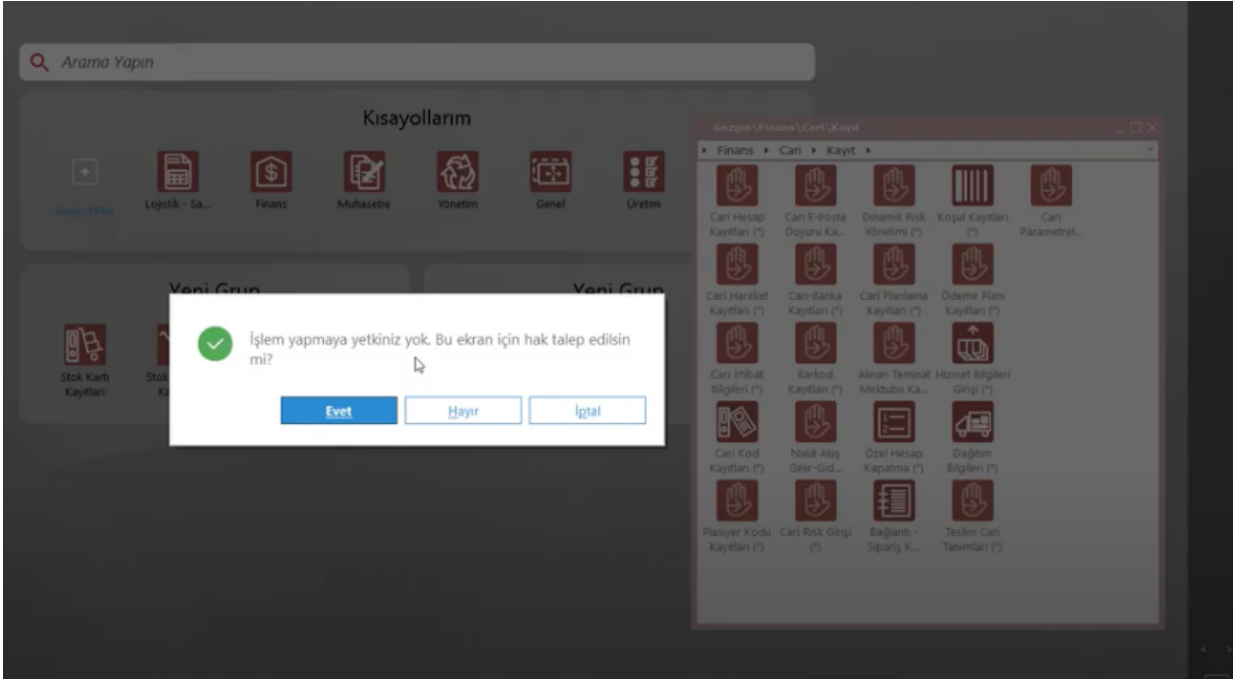 Arama Yapın
Kısayollarım
Lojistik - Sa...
Finans
Muhasebe
Yönetim
Genel
Üretim
Yeni Grup
Yeni Grup
Stok Kartı
Kayıtları
İşlem yapmaya yetkiniz yok. Bu ekran için hak talep edilsin
mi?
Evet
Hayır
İptal
Gezgin\Finans\Cari\Kayıt
Finans Cari Kayıt
Cari Hesap
Kayıtları (*)
Cari E-Posta
Duyuru Ka...
Dinamik Risk
Yönetimi (*)
Koşul Kayıtları
(*)
Cari
Parametrel...
Cari Hareket
Kayıtları (*)
Cari-Banka
Kayıtları (*)
Cari Planlama
Kayıtları (*)
Ödeme Planı
Kayıtları (*)
Cari İrtibat
Bilgileri (*)
Barkod
Kayıtları (*)
Alınan Teminat
Mektubu Ka...
Hizmet Bilgileri
Girişi (*)
Cari Kod
Kayıtları (*)
Nakit Akış
Gelir-Gid...
Özel Hesap
Kapatma (*)
Dağıtım
Bilgileri (*)
Plasiyer Kodu
Kayıtları (*)
Cari Risk Girişi
(*)
Bağlantı -
Sipariş K...
Teslim Cari
Tanımları (*)